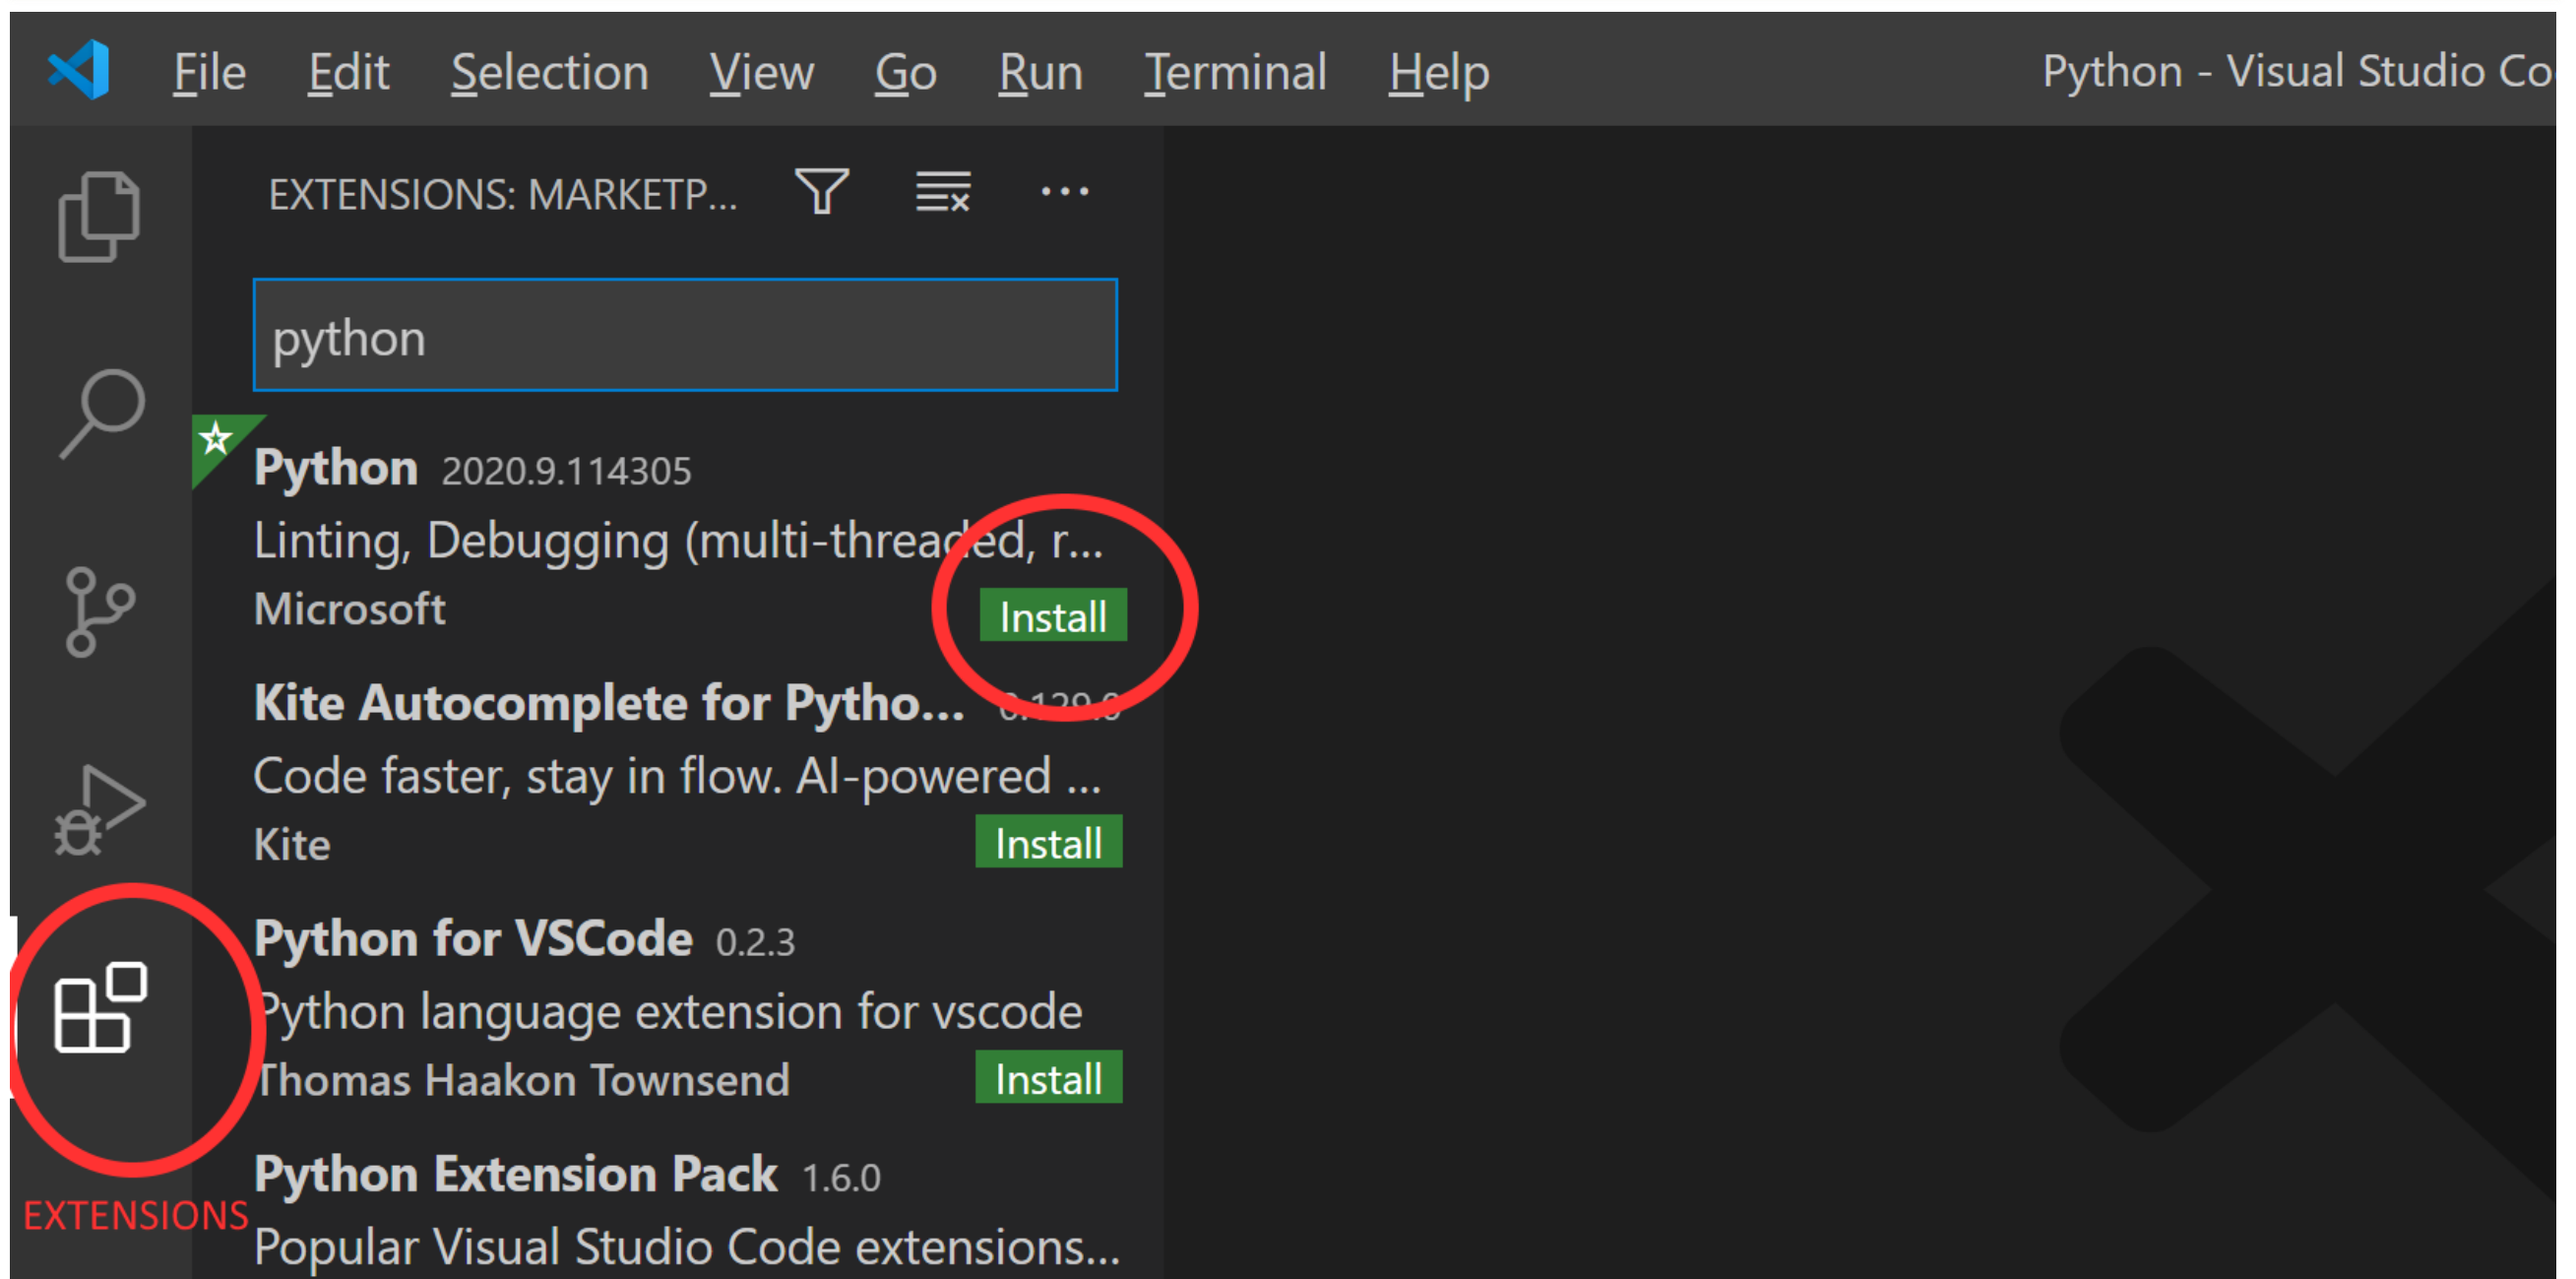 File Edit Selection View Go Run Terminal Help Python - Visual Studio Co
EXTENSIONS: MARKETP...
python
Python 2020.9.114305
Linting, Debugging (multi-threaded, r...
Microsoft Install
Kite Autocomplete for Pytho... 0.129.0
Code faster, stay in flow. AI-powered ...
Kite Install
Python for VSCode 0.2.3
Python language extension for vscode
Thomas Haakon Townsend Install
Python Extension Pack 1.6.0
EXTENSIONS
Popular Visual Studio Code extensions...